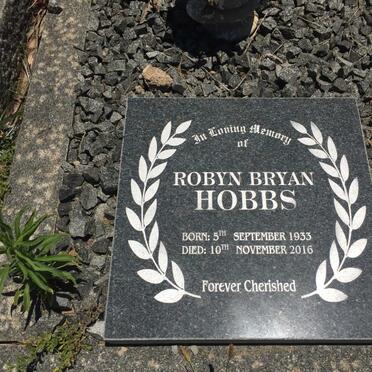 In Loving Memory
of
ROBYN BRYAN
HOBBS
BORN: 5TH SEPTEMBER 1933
DIED: 10TH NOVEMBER 2016
Forever Cherished